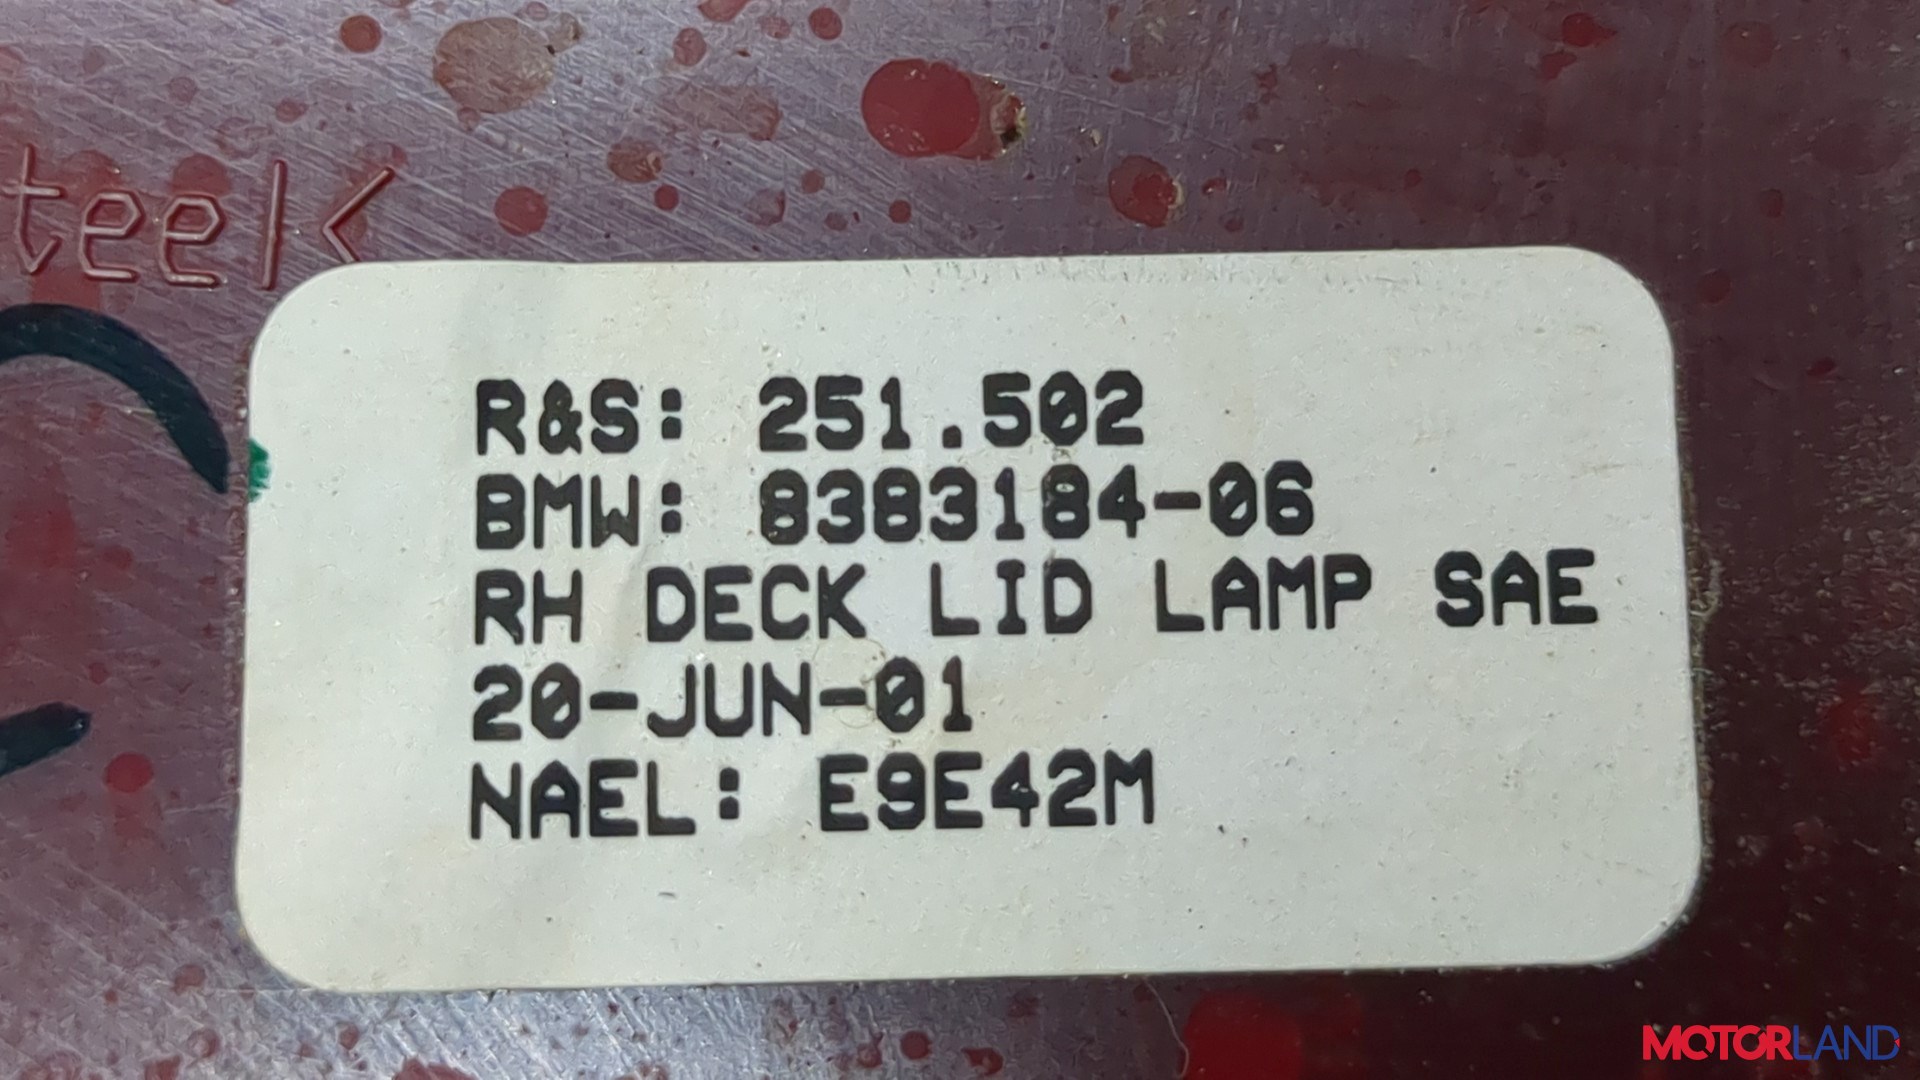 teel<
R&S: 251.502
BMW: 8383184-06
RH DECK LID LAMP SAE
20-JUN-01
NAEL: E9E42M
MOTORLAND